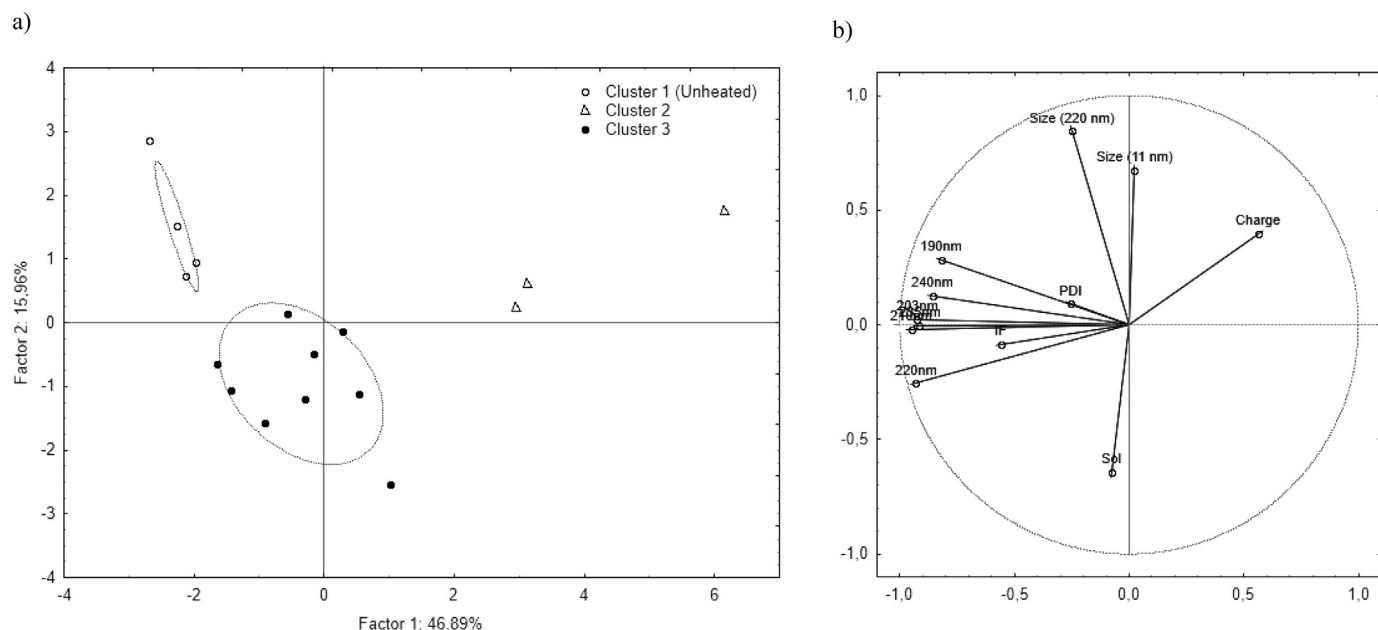 a)
4
3
2
1
0
-1
-2
-3
-4
-4
-2
0
2
4
6
Factor 2: 15,96%
Factor 1: 46.89%
Cluster 1 (Unheated)
Cluster 2
Cluster 3
b)
1,0
0,5
0,0
-0,5
-1,0
-1,0
-0,5
0,0
0,5
1,0
Size (220 nm)
Size (11 nm)
Charge
190nm
240nm
PDI
203nm
IF
220nm
Sol